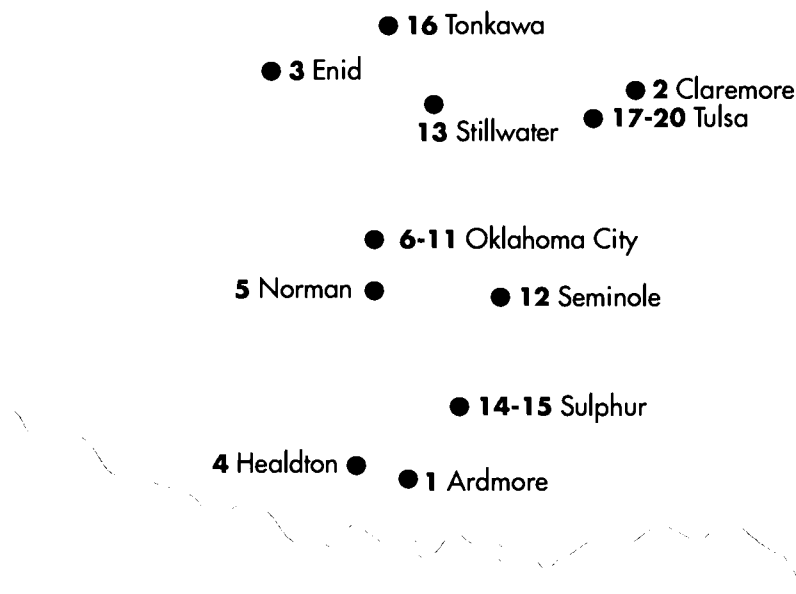 16 Tonkawa
3 Enid
2 Claremore
17-20 Tulsa
13 Stillwater
6-11 Oklahoma City
5 Norman
12 Seminole
14-15 Sulphur
4 Healdton
1 Ardmore